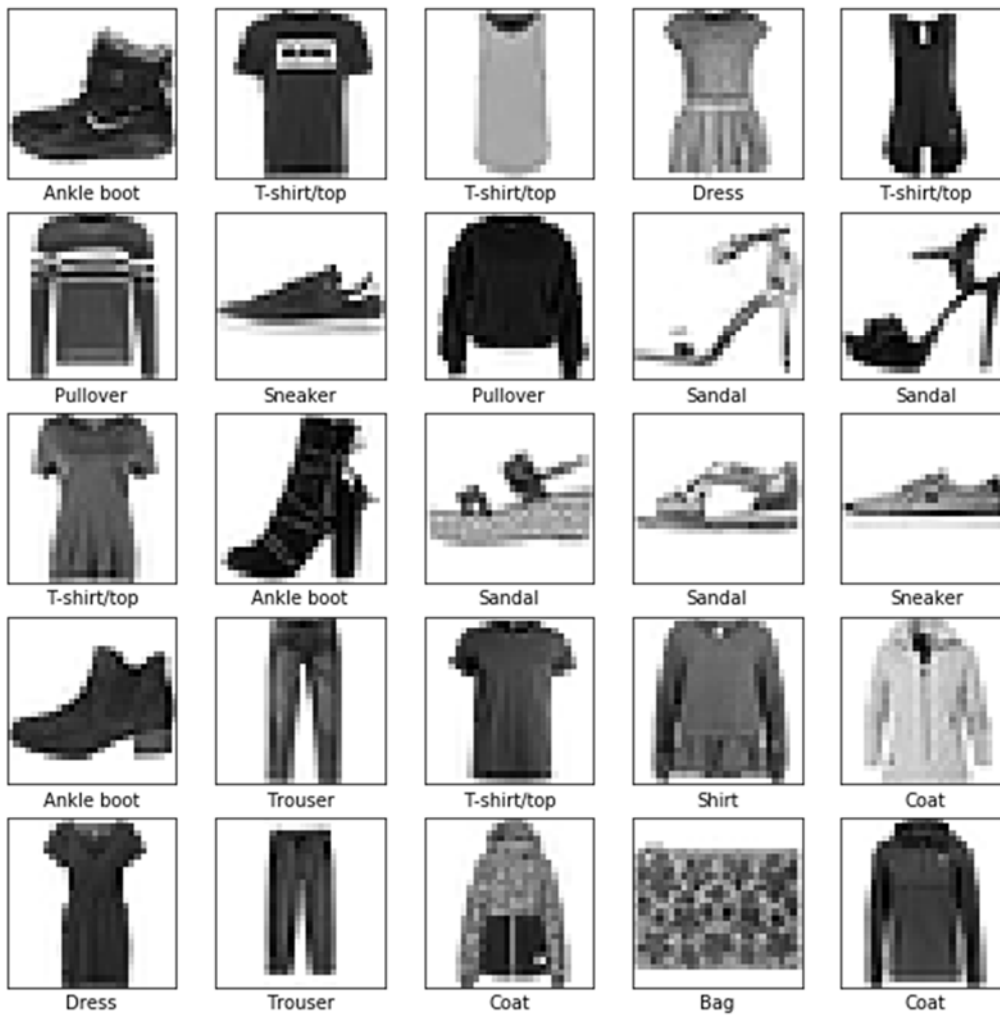 Ankle boot T-shirt/top T-shirt/top Dress T-shirt/top
Pullover Sneaker Pullover Sandal Sandal
T-shirt/top Ankle boot Sandal Sandal Sneaker
Ankle boot Trouser T-shirt/top Shirt Coat
Dress Trouser Coat Bag Coat